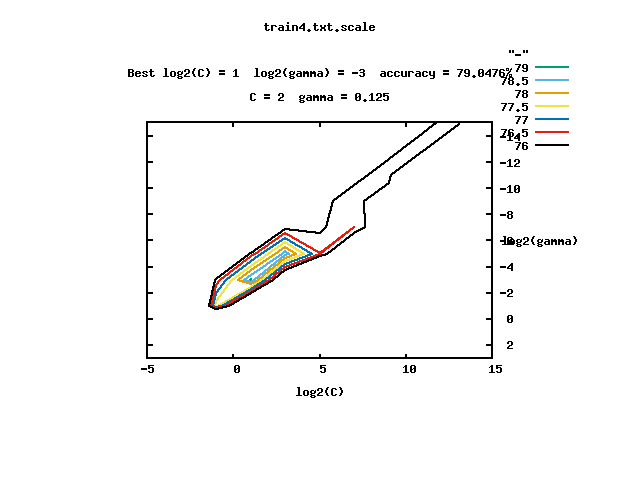 train4.txt.scale
"-"
Best log2(C) = 1  log2(gamma) = -3  accuracy = 79.0476%
79
78.5
C = 2  gamma = 0.125
78
77.5
77
76.5
76
-14
-12
-10
-8
-6
log2(gamma)
-4
-2
0
2
-5 0 5 10 15
log2(C)